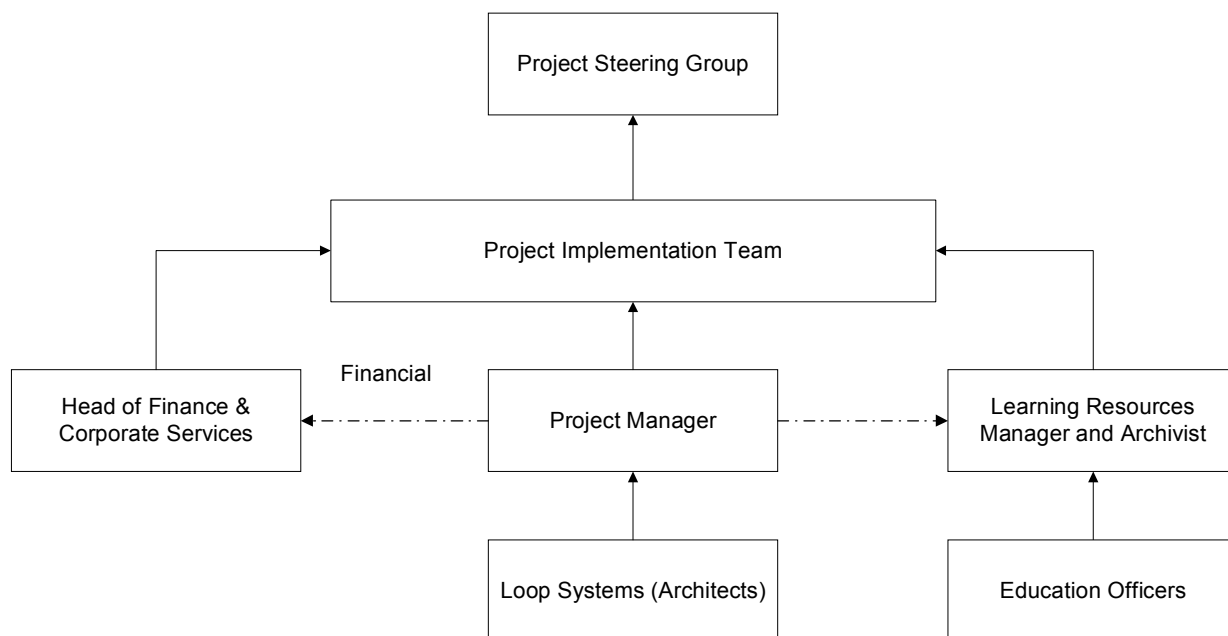 Project Steering Group
Project Implementation Team
Financial
Head of Finance &
Corporate Services
Project Manager
Learning Resources
Manager and Archivist
Loop Systems (Architects)
Education Officers